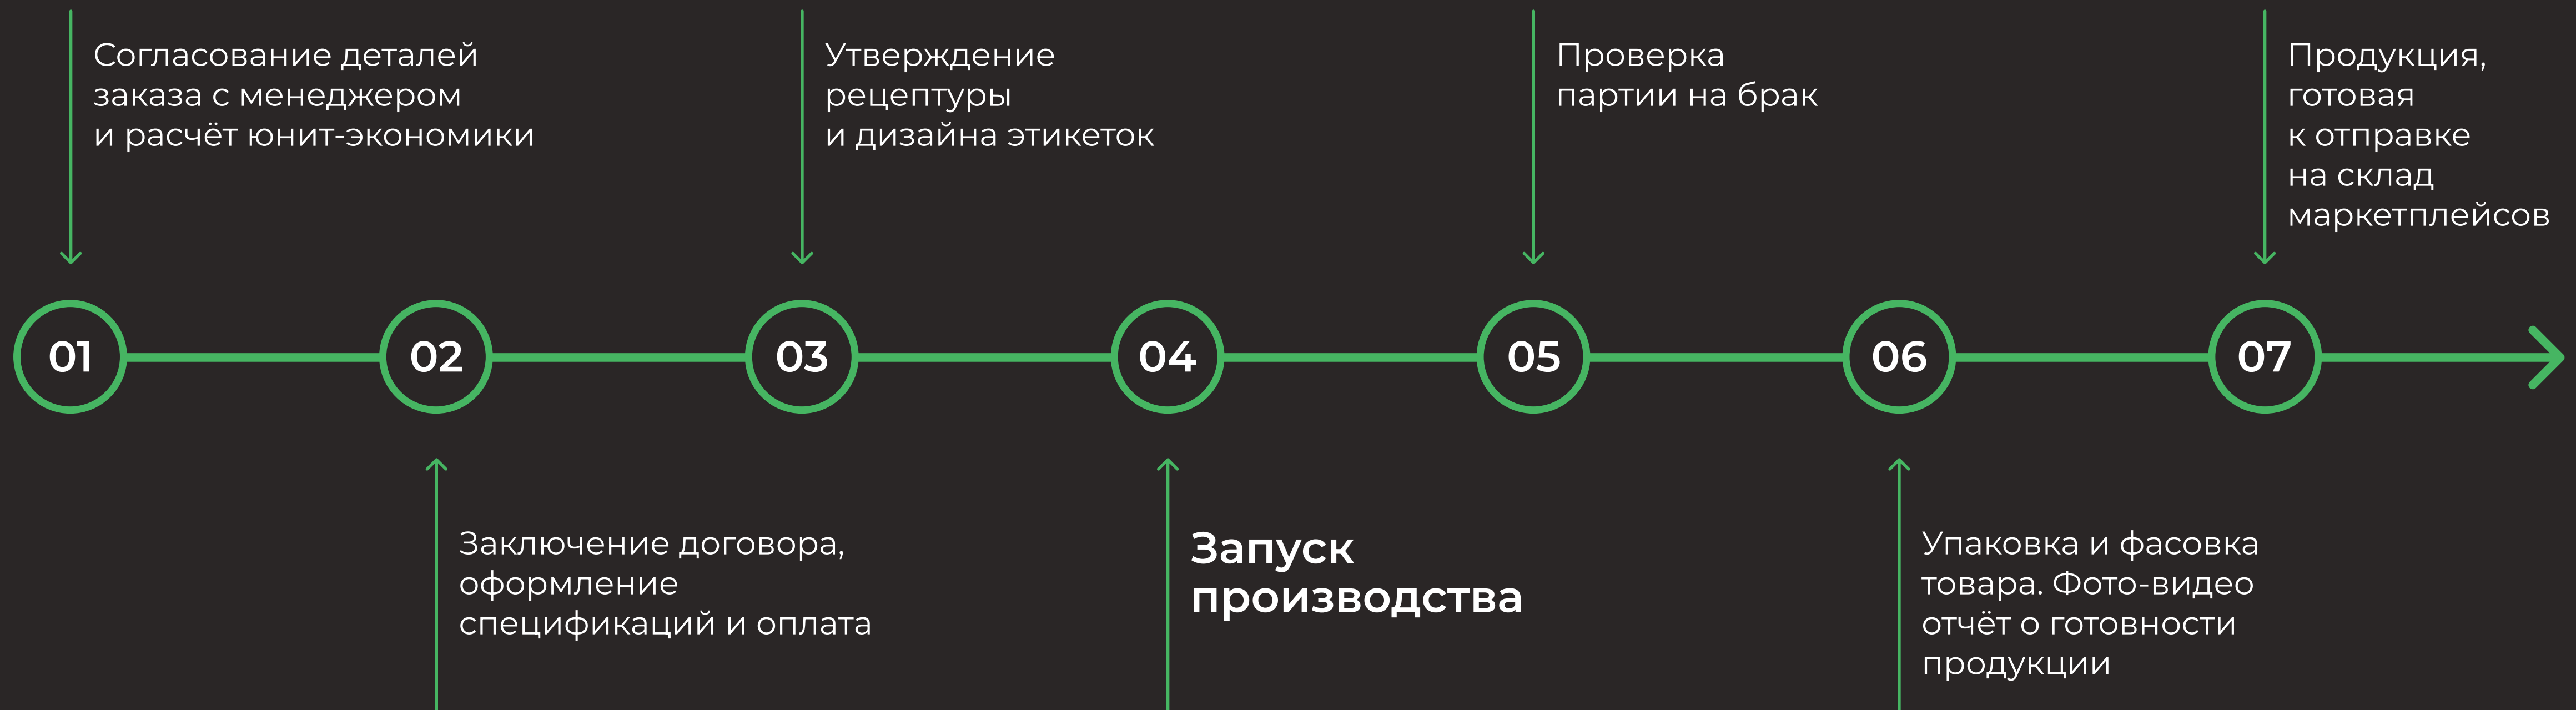 Согласование деталей
заказа с менеджером
и расчёт юнит-экономики
Утверждение
рецептуры
и дизайна этикеток
Проверка
партии на брак
Продукция,
готовая
к отправке
на склад
маркетплейсов
01
02
03
04
05
06
07
Заключение договора,
оформление
спецификаций и оплата
Запуск
производства
Упаковка и фасовка
товара. Фото-видео
отчёт о готовности
продукции